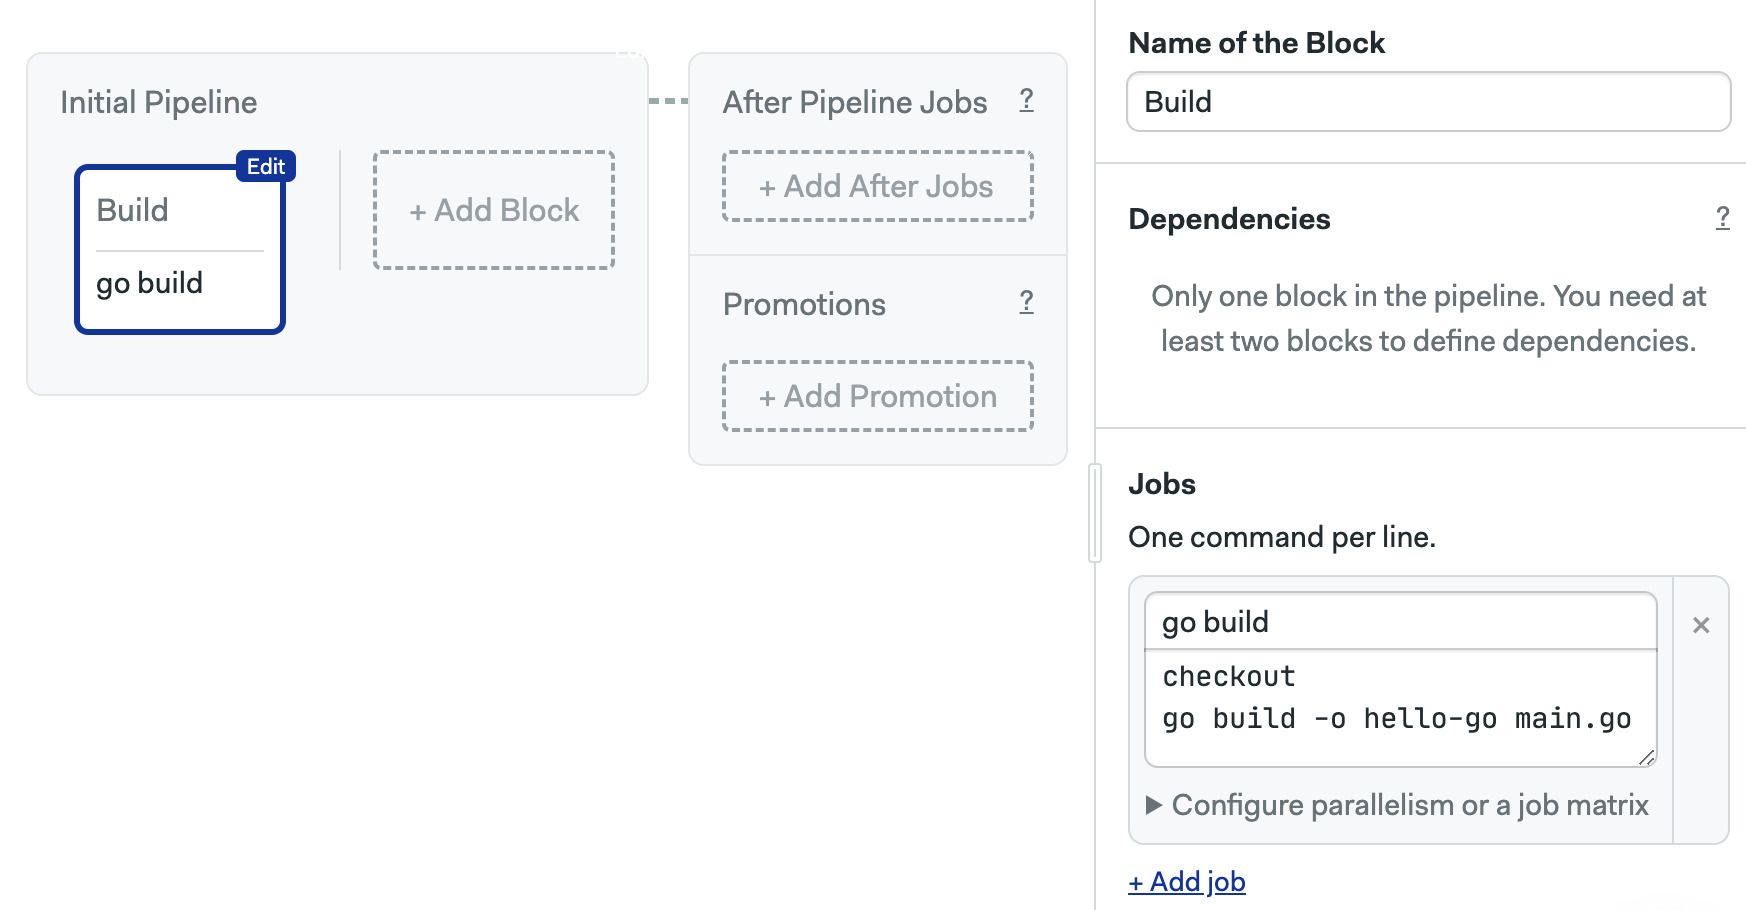 Initial Pipeline
Edit
Build
go build
+ Add Block
After Pipeline Jobs ?
+ Add After Jobs
Promotions ?
+ Add Promotion
Name of the Block
Build
Dependencies ?
Only one block in the pipeline. You need at
least two blocks to define dependencies.
Jobs
One command per line.
go build
×
checkout
go build -o hello-go main.go
Configure parallelism or a job matrix
+ Add job